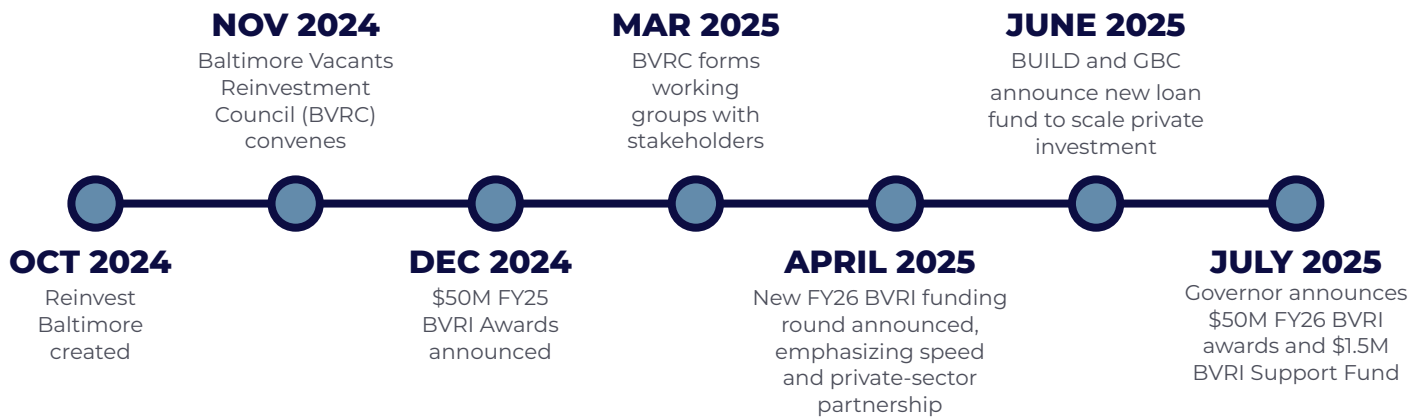 NOV 2024
Baltimore Vacants
Reinvestment
Council (BVRC)
convenes
MAR 2025
BVRC forms
working
groups with
stakeholders
JUNE 2025
BUILD and GBC
announce new loan
fund to scale private
investment
OCT 2024
Reinvest
Baltimore
created
DEC 2024
$50M FY25
BVRI Awards
announced
APRIL 2025
New FY26 BVRI funding
round announced,
emphasizing speed
and private-sector
partnership
JULY 2025
Governor announces
$50M FY26 BVRI
awards and $1.5M
BVRI Support Fund